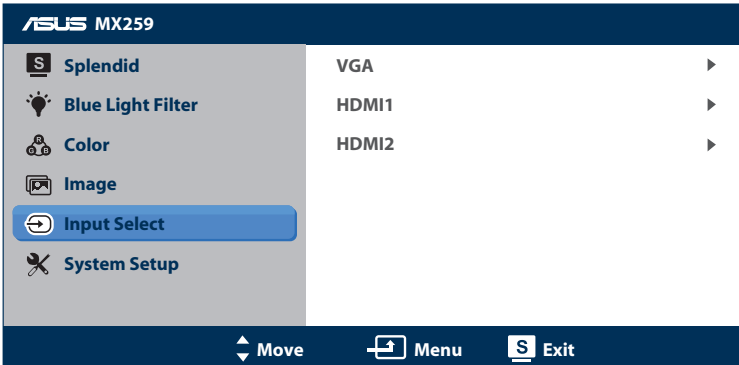 ASUS MX259
S Splendid
VGA
Blue Light Filter
HDMI1
R G B Color
HDMI2
Image
Input Select
System Setup
Move Menu S Exit